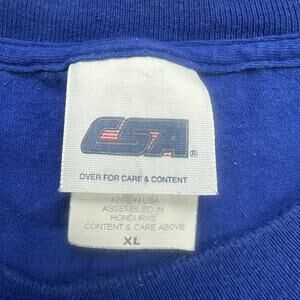 CSA®
OVER FOR CARE & CONTENT
KNIT IN USA
ASSEMBLED IN
HONDURAS
CONTENT & CARE ABOVE
XL